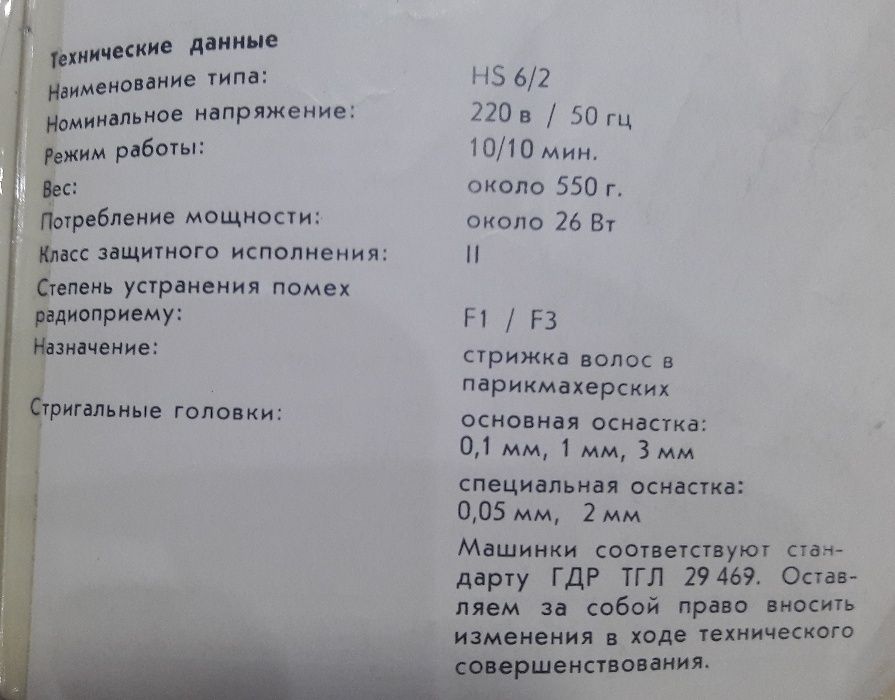 Технические данные
Наименование типа: HS 6/2
Номинальное напряжение: 220 в / 50 гц
Режим работы: 10/10 мин.
Вес: около 550 г.
Потребление мощности: около 26 Вт
Класс защитного исполнения: II
Степень устранения помех
радиоприему: F1 / F3
Назначение: стрижка волос в
парикмахерских
Стригальные головки: основная оснастка:
0,1 мм, 1 мм, 3 мм
специальная оснастка:
0,05 мм, 2 мм
Машинки соответствуют стан-
дарту ГДР ТГЛ 29 469. Остав-
ляем за собой право вносить
изменения в ходе технического
совершенствования.